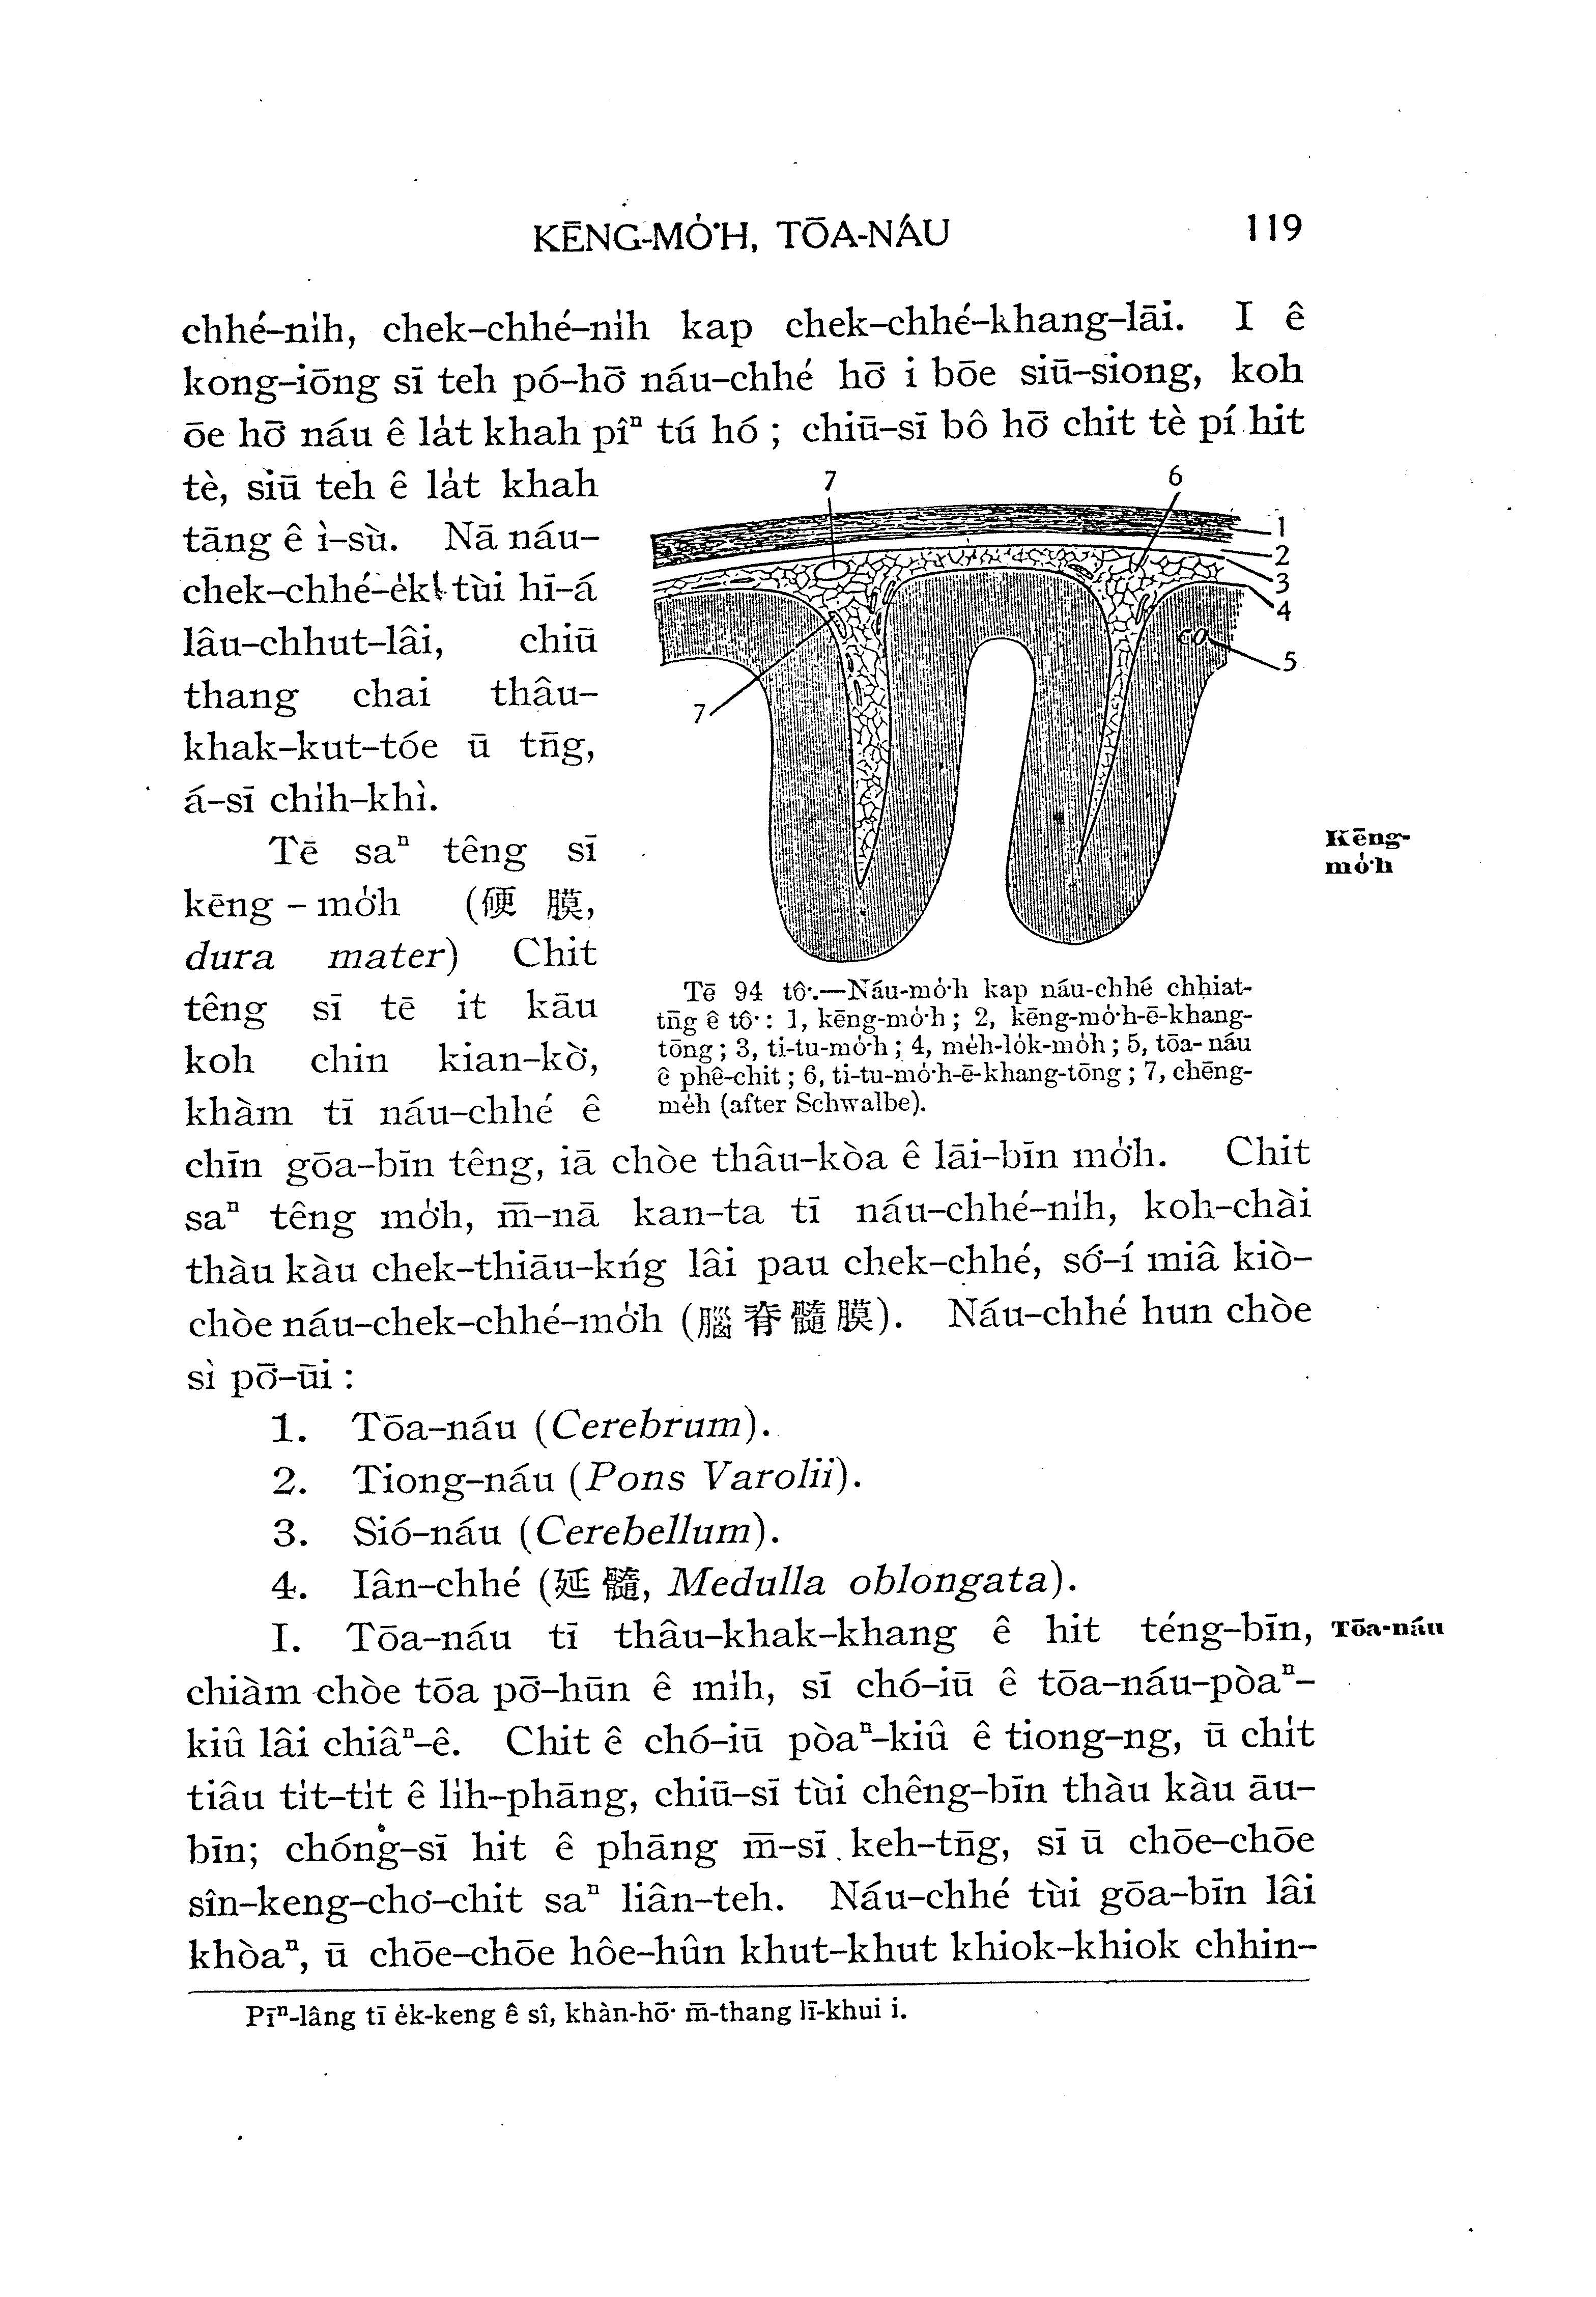 KĒNG-MO̍͘H, TŌA-NÁU 119
chhé-ni̍h, chek-chhé-ni̍h kap chek-chhé-khang-lāi. I ê
kong-iōng sī teh pó-hō͘ náu-chhé hō͘ i bōe siū-siong, koh
ōe hō͘ náu ê la̍t khah pîⁿ tú hó ; chiū-sī bô hō͘ chit tè pí hit
tè, siū teh ê la̍t khah
tāng ê ì-sù. Nā náu-
chek-chhé-e̍k tùi hī-á
lâu-chhut-lâi, chiū
thang chai thâu-
khak-kut-tóe ū tn̄g,
á-sī chi̍h-khì.
Tē saⁿ têng sī
kēng-mo̍͘h (硬膜,
dura mater) Chit
têng sī tē it kāu
koh chin kian-kò͘,
khàm tī náu-chhé ê
chīn gōa-bīn têng, iā chòe thâu-kòa ê lāi-bīn mo̍͘h. Chit
saⁿ têng mo̍͘h, m̄-nā kan-ta tī náu-chhé-ni̍h, koh-chài
thàu kàu chek-thiāu-kńg lâi pau chek-chhé, só͘-í miâ kiò-
chòe náu-chek-chhé-mo̍͘h (腦脊髓膜). Náu-chhé hun chòe
sì pō͘-ūi :
1. Tōa-náu (Cerebrum).
2. Tiong-náu (Pons Varolii).
3. Sió-náu (Cerebellum).
4. Iân-chhé (延髓, Medulla oblongata).
I. Tōa-náu tī thâu-khak-khang ê hit téng-bīn,
chiàm chòe tōa pō͘-hūn ê mi̍h, sī chó-iū ê tōa-náu-pòaⁿ-
kiû lâi chiâⁿ-ê. Chit ê chó-iū pòaⁿ-kiû ê tiong-ng, ū chi̍t
tiâu ti̍t-ti̍t ê li̍h-phāng, chiū-sī tùi chêng-bīn thàu kàu āu-
bīn; chóng-sī hit ê phāng m̄-sī keh-tn̄g, sī ū chōe-chōe
sîn-keng-cho͘-chit saⁿ liân-teh. Náu-chhé tùi gōa-bīn lâi
khòaⁿ, ū chōe-chōe hôe-hûn khut-khut khiok-khiok chhin-
7 6
1
2
3
4
5
7
Tē 94 tô͘.—Náu-mo̍͘h kap náu-chhé chhiat-
tn̄g ê tô͘ : 1, kēng-mo̍͘h ; 2, kēng-mo̍͘h-ē-khang-
tōng ; 3, ti-tu-mo̍͘h ; 4, me̍h-lo̍k-mo̍h ; 5, tōa-náu
ê phê-chit ; 6, ti-tu-mo̍͘h-ē-khang-tōng ; 7, chēng-
me̍h (after Schwalbe).
Kēng-
mo̍͘h
Tōa-náu
Pīⁿ-lâng tī e̍k-keng ê sî, khàn-hō͘ m̄-thang lī-khui i.